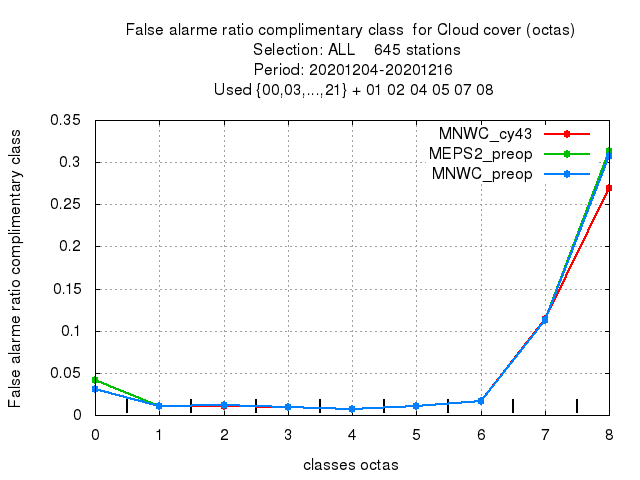 False alarme ratio complimentary class  for Cloud cover (octas)
Selection: ALL    645 stations
Period: 20201204-20201216
Used {00,03,...,21} + 01 02 04 05 07 08
False alarme ratio complimentary class
0.35
0.3
0.25
0.2
0.15
0.1
0.05
0
MNWC_cy43
MEPS2_preop
MNWC_preop
0 1 2 3 4 5 6 7 8
classes octas